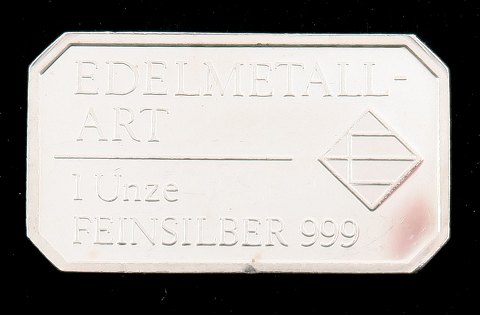 EDELMETALL-
ART
1 Unze
FEINSILBER 999